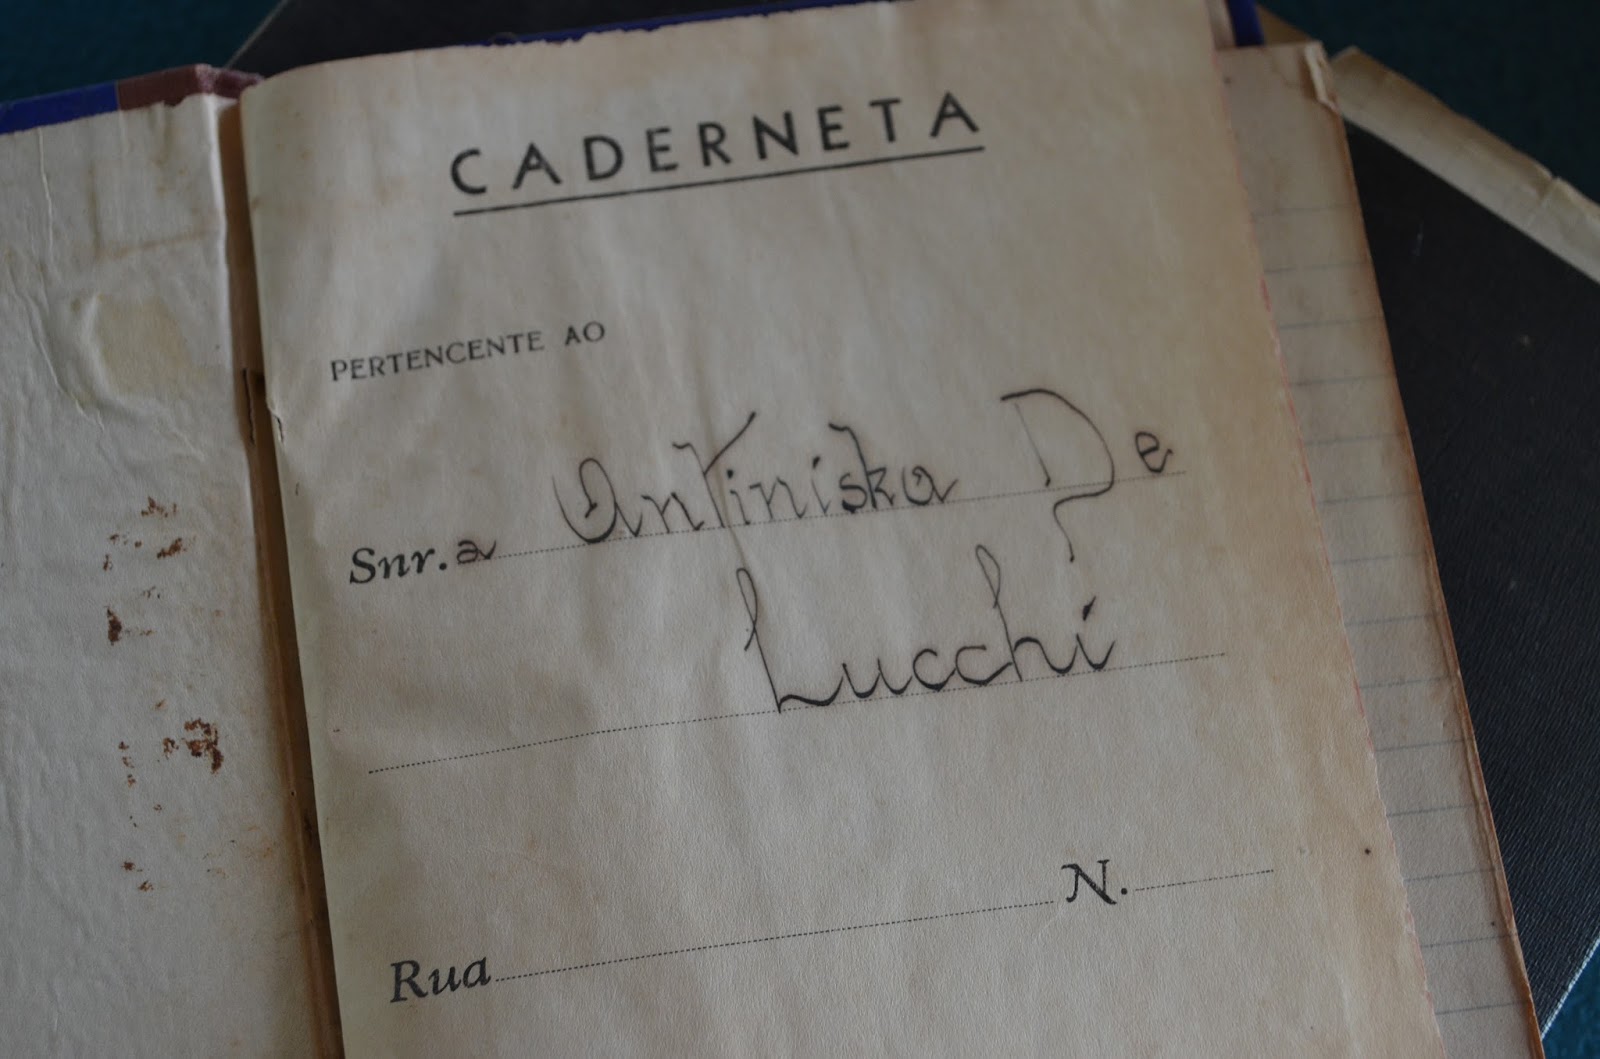 CADERNETA
PERTENCENTE AO
Snr.a Antiniska De
Lucchi
N.
Rua